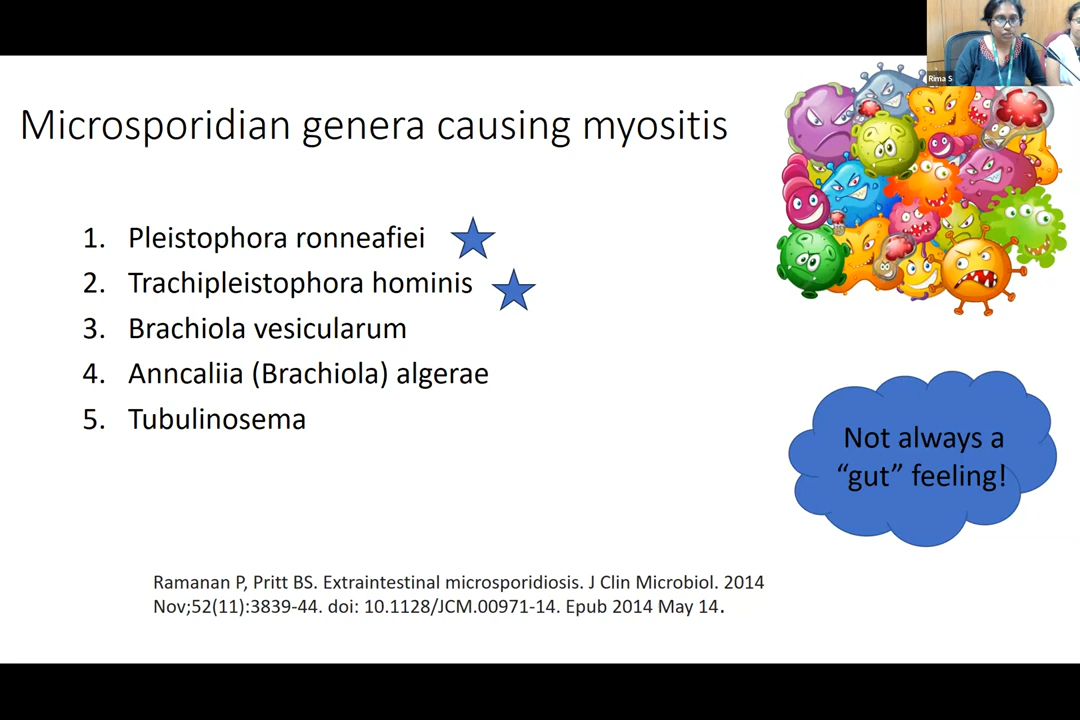 Rima S
Microsporidian genera causing myositis
1. Pleistophora ronneafiei
2. Trachipleistophora hominis
3. Brachiola vesicularum
4. Anncaliia (Brachiola) algerae
5. Tubulinosema
Not always a
“gut” feeling!
Ramanan P, Pritt BS. Extraintestinal microsporidiosis. J Clin Microbiol. 2014
Nov;52(11):3839-44. doi: 10.1128/JCM.00971-14. Epub 2014 May 14.